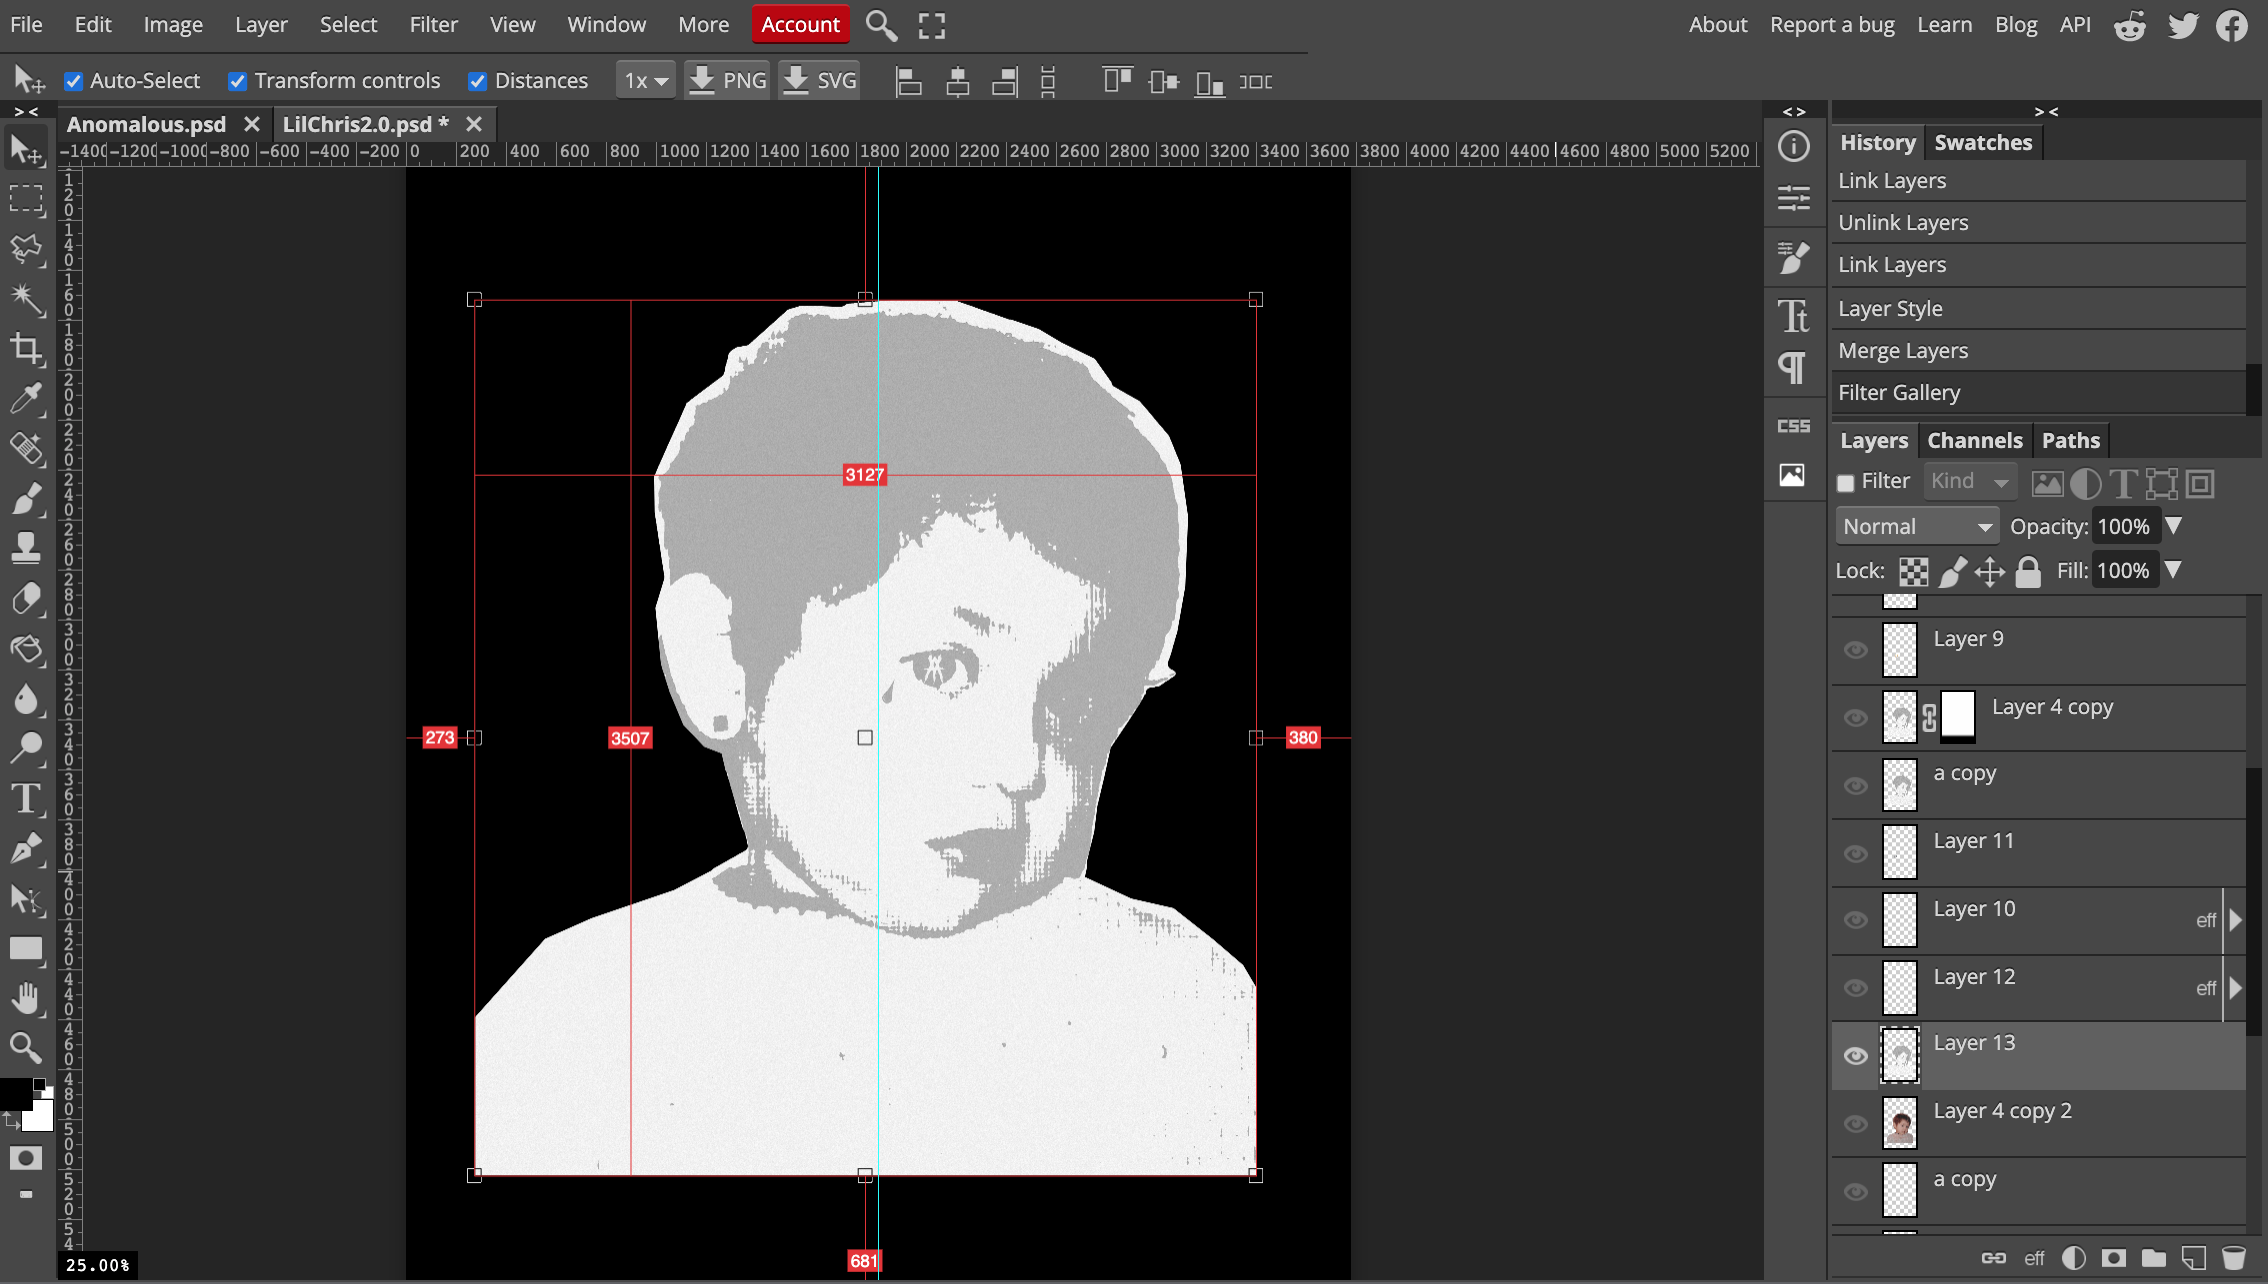 File Edit Image Layer Select Filter View Window More Account About Report a bug Learn Blog API
Auto-Select Transform controls Distances 1x PNG SVG
Anomalous.psd LilChris2.0.psd *
-1400 -1200 -1000 -800 -600 -400 -200 0 200 400 600 800 1000 1200 1400 1600 1800 2000 2200 2400 2600 2800 3000 3200 3400 3600 3800 4000 4200 4400 4600 4800 5000 5200
History Swatches
Link Layers
Unlink Layers
Link Layers
Layer Style
Merge Layers
Filter Gallery
CSS
Layers Channels Paths
Filter Kind
Normal Opacity: 100%
Lock: Fill: 100%
Layer 9
Layer 4 copy
a copy
Layer 11
Layer 10 eff
Layer 12 eff
Layer 13
Layer 4 copy 2
a copy
eff
3127
273 3507 380
681
25.00%